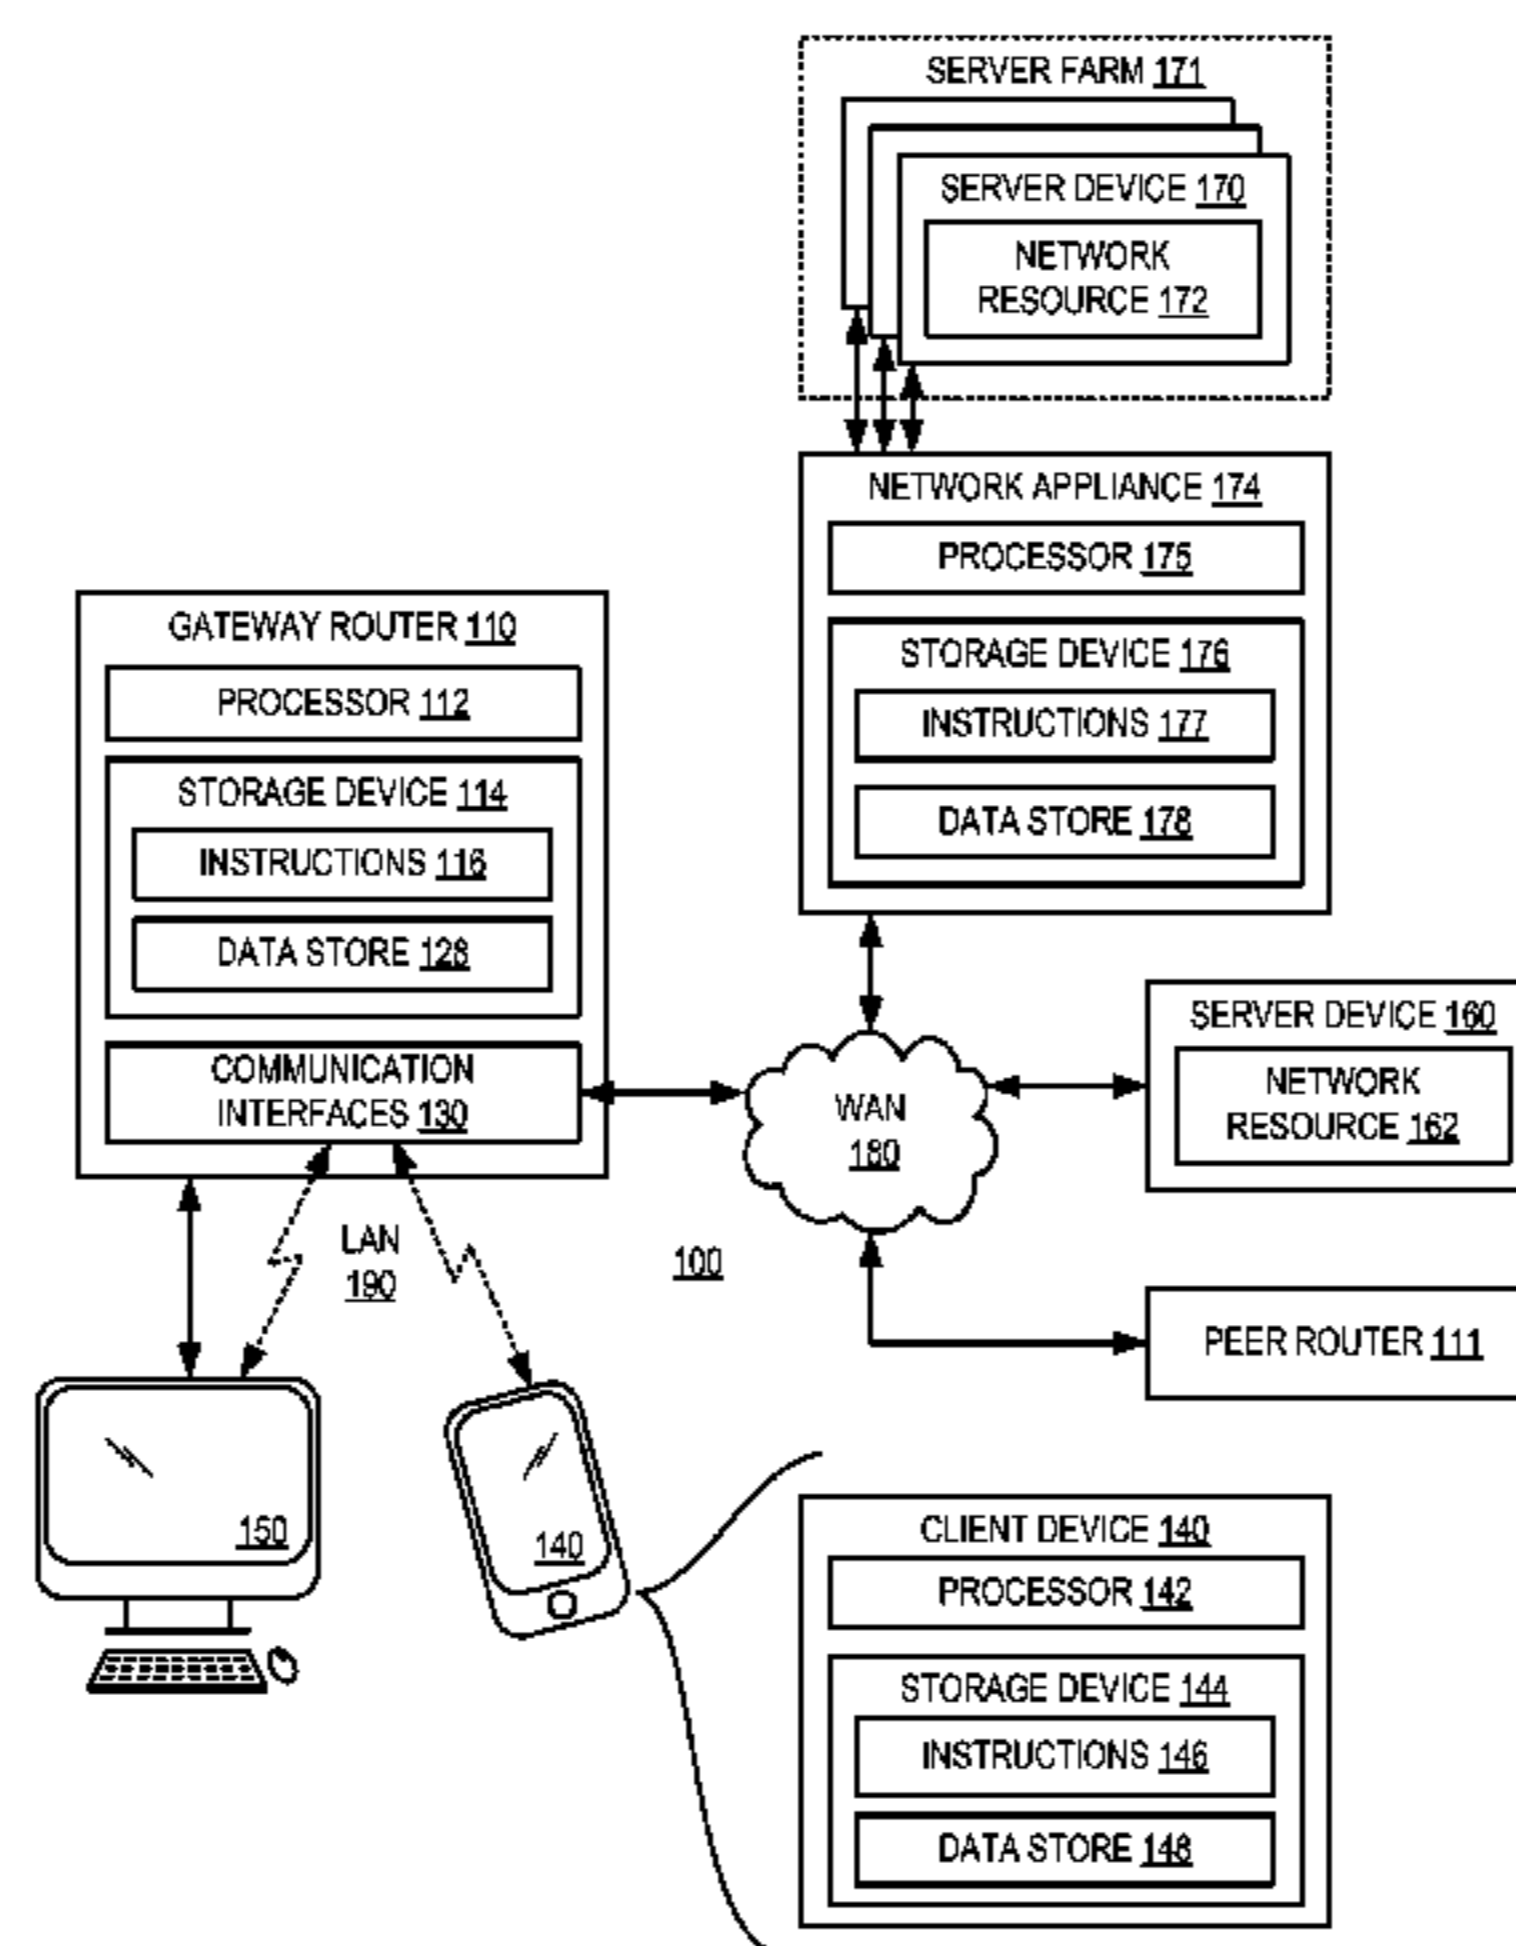 SERVER FARM 171
SERVER DEVICE 170
NETWORK
RESOURCE 172
NETWORK APPLIANCE 174
PROCESSOR 175
STORAGE DEVICE 176
INSTRUCTIONS 177
DATA STORE 178
GATEWAY ROUTER 110
PROCESSOR 112
STORAGE DEVICE 114
INSTRUCTIONS 116
DATA STORE 128
COMMUNICATION
INTERFACES 130
WAN
180
SERVER DEVICE 160
NETWORK
RESOURCE 162
LAN
190
100
PEER ROUTER 111
150
140
CLIENT DEVICE 140
PROCESSOR 142
STORAGE DEVICE 144
INSTRUCTIONS 146
DATA STORE 148